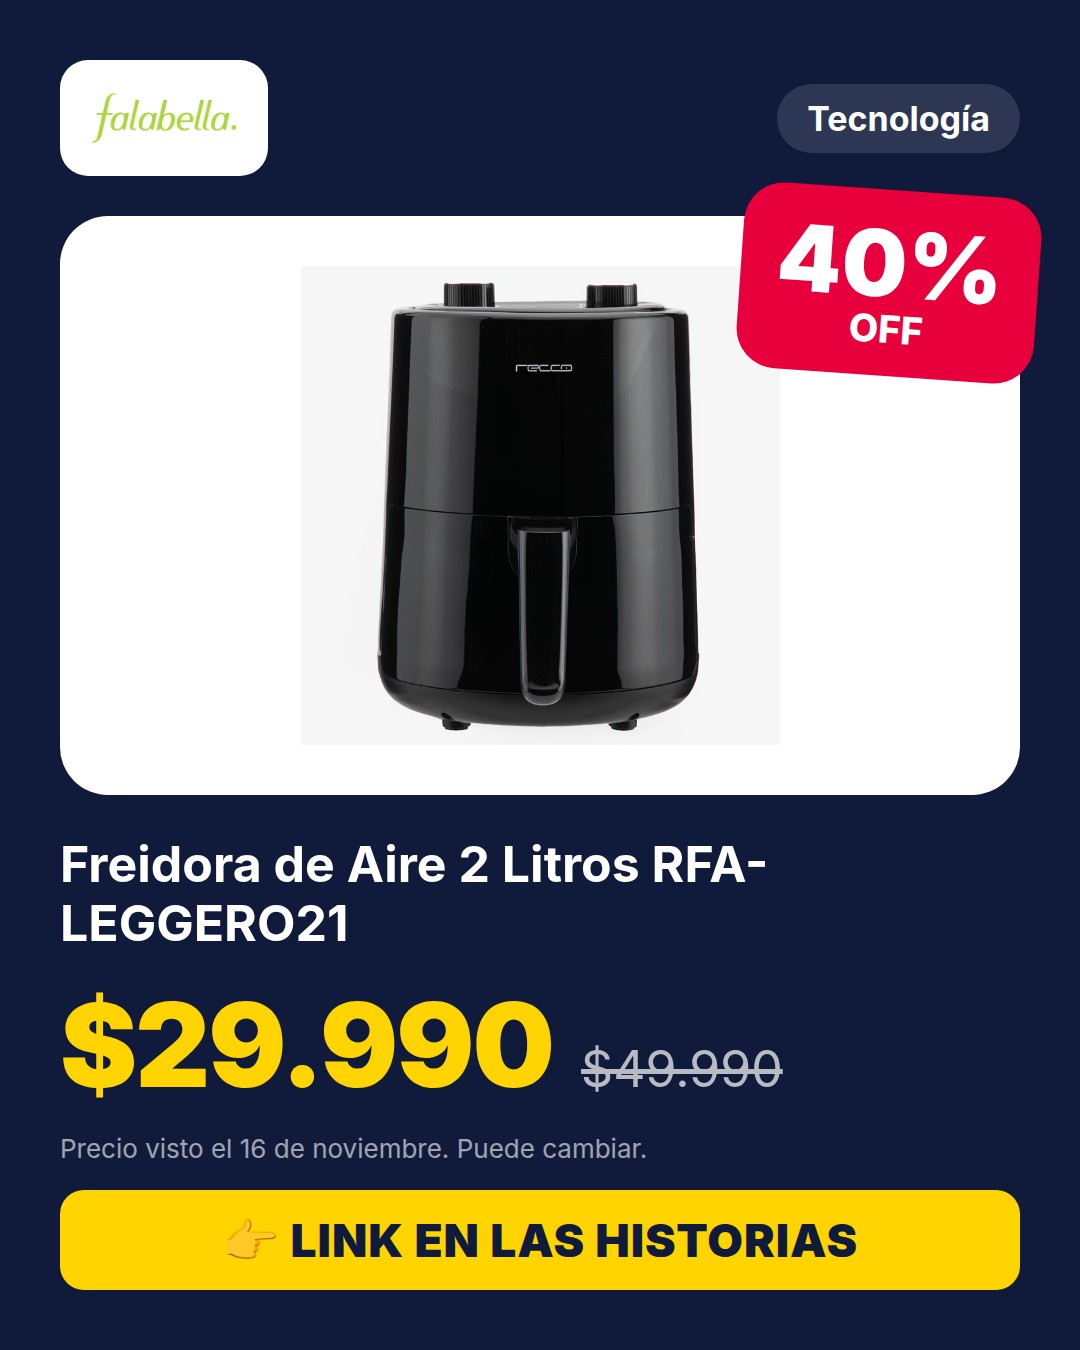 falabella.
Tecnología
40%
OFF
recco
Freidora de Aire 2 Litros RFA-
LEGGERO21
$29.990 $49.990
Precio visto el 16 de noviembre. Puede cambiar.
👉 LINK EN LAS HISTORIAS